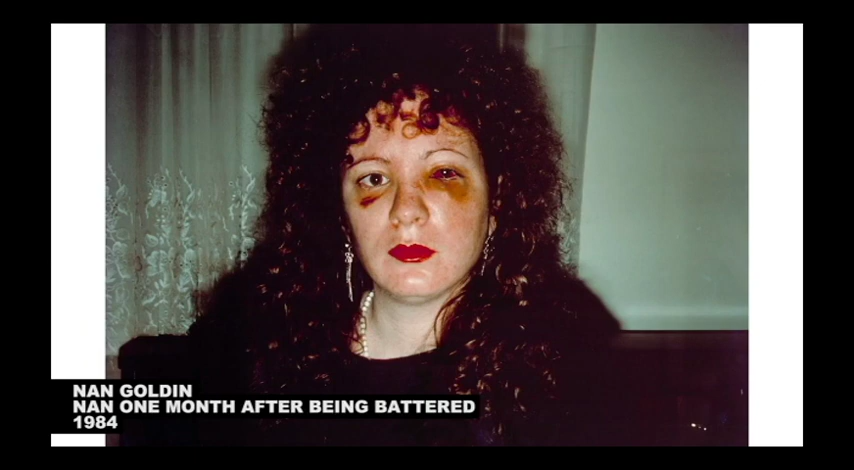 NAN GOLDIN
NAN ONE MONTH AFTER BEING BATTERED
1984